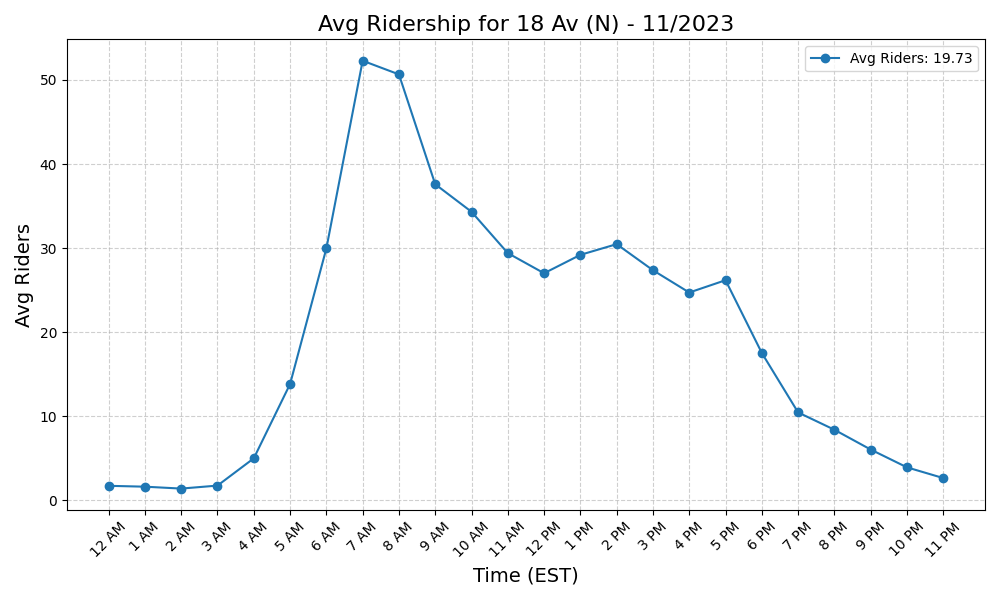 Avg Ridership for 18 Av (N) - 11/2023
Avg Riders: 19.73
Avg Riders
50
40
30
20
10
0
12 AM
1 AM
2 AM
3 AM
4 AM
5 AM
6 AM
7 AM
8 AM
9 AM
10 AM
11 AM
12 PM
1 PM
2 PM
3 PM
4 PM
5 PM
6 PM
7 PM
8 PM
9 PM
10 PM
11 PM
Time (EST)